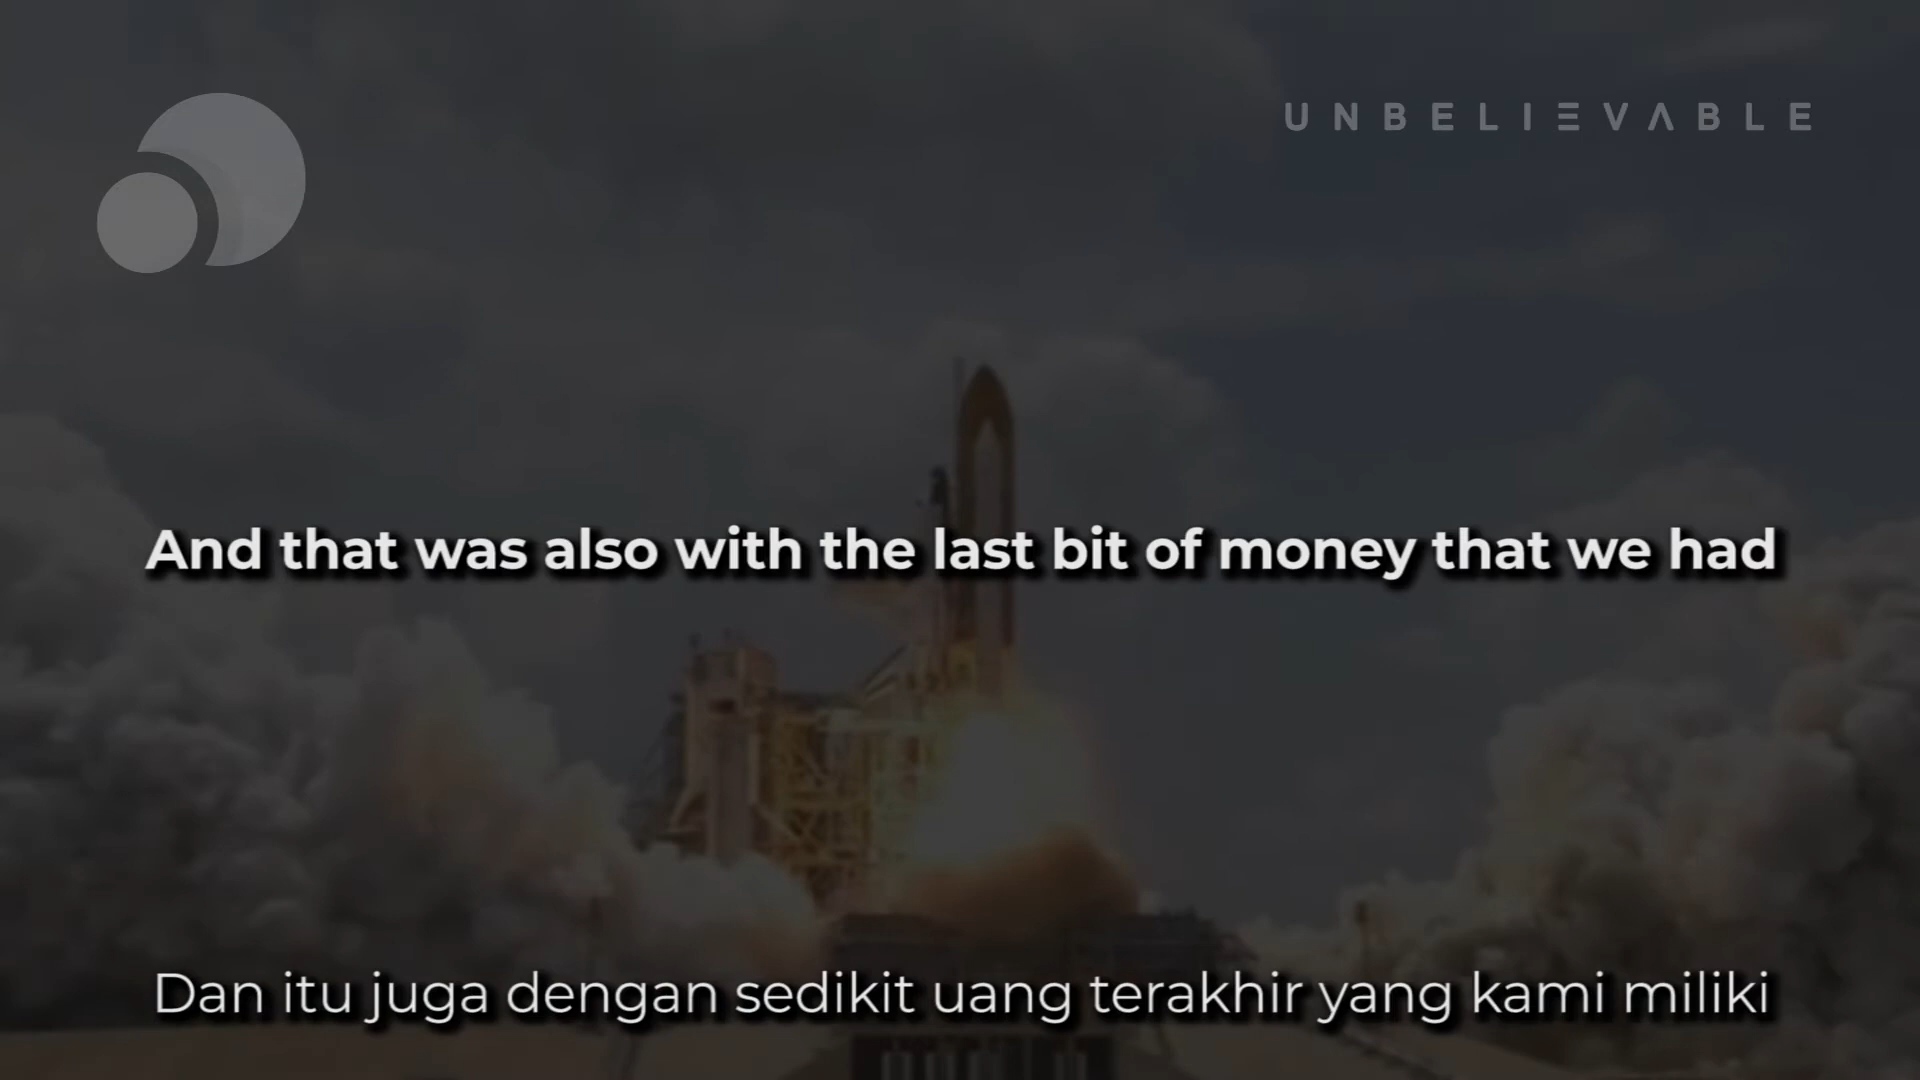 UNBELIEVABLE
And that was also with the last bit of money that we had
Dan itu juga dengan sedikit uang terakhir yang kami miliki